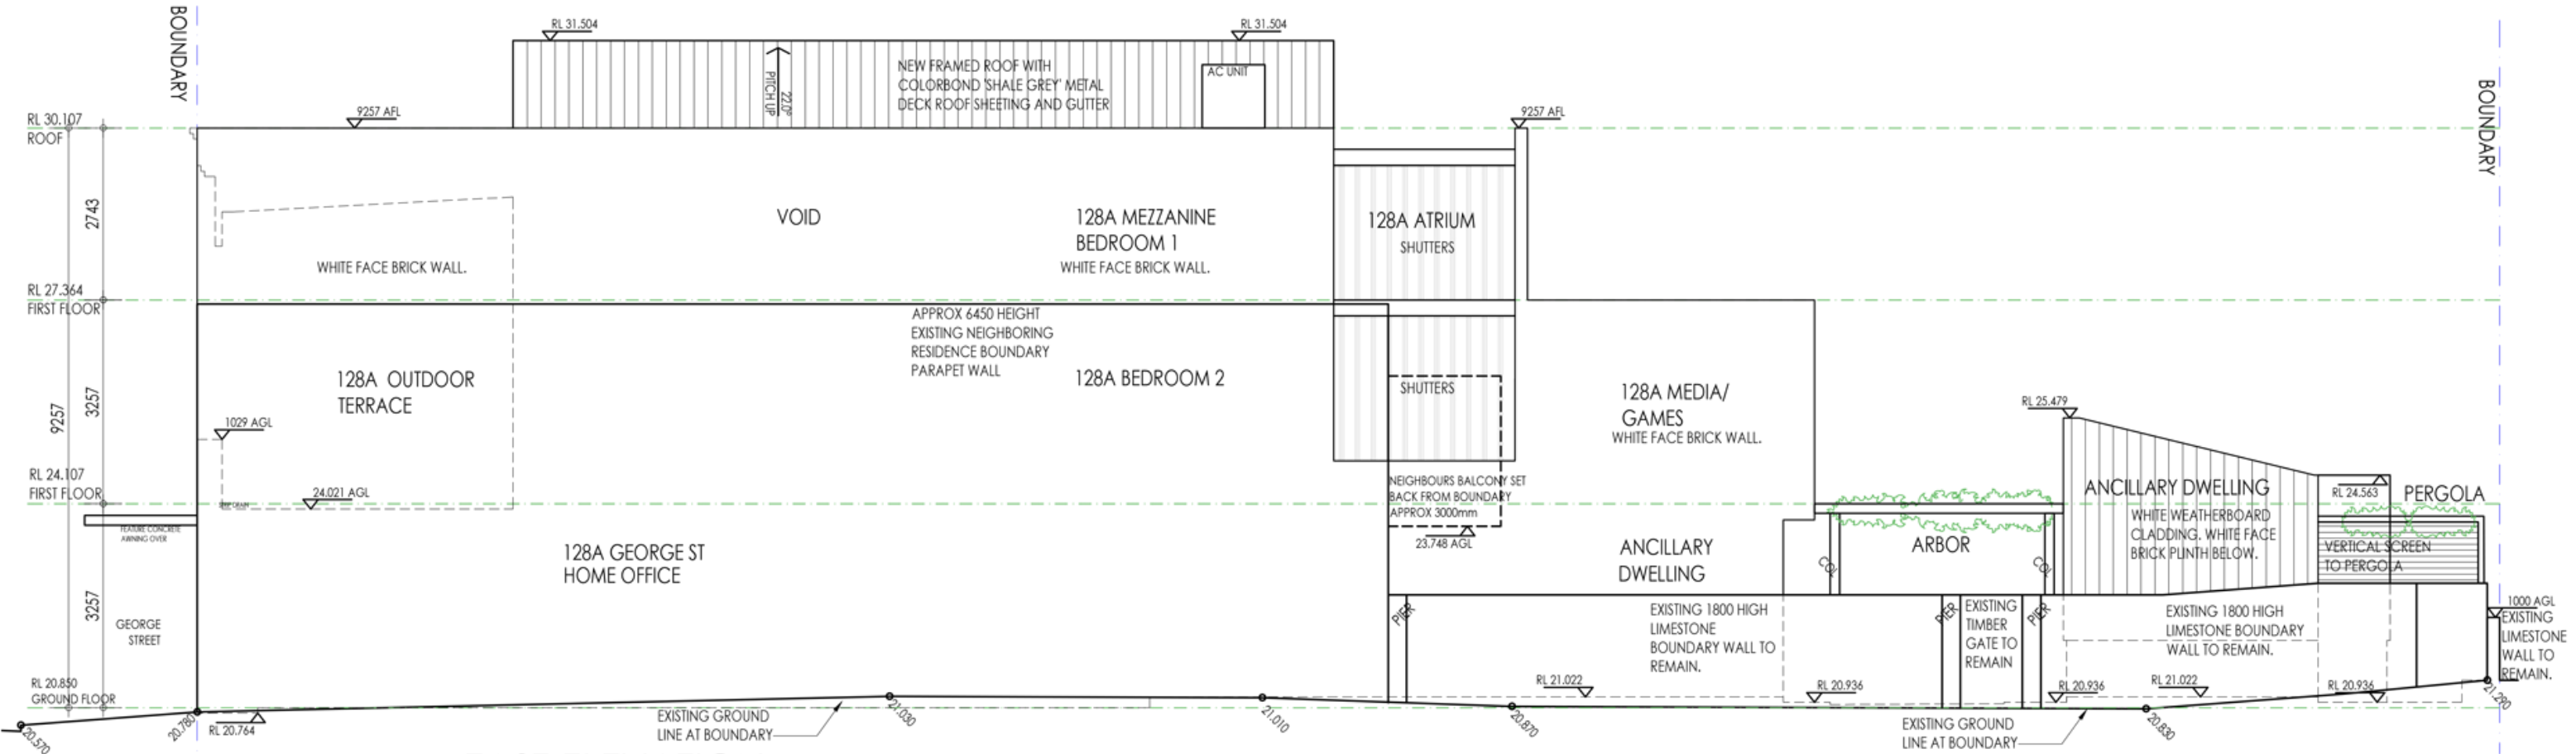 BOUNDARY
RL 31.504
RL 31.504
PITCH UP
22.0°
NEW FRAMED ROOF WITH
COLORBOND 'SHALE GREY' METAL
DECK ROOF SHEETING AND GUTTER
AC UNIT
BOUNDARY
RL 30.107
ROOF
9257 AFL
9257 AFL
2743
VOID
128A MEZZANINE
BEDROOM 1
WHITE FACE BRICK WALL.
WHITE FACE BRICK WALL.
128A ATRIUM
SHUTTERS
RL 27.364
FIRST FLOOR
APPROX 6450 HEIGHT
EXISTING NEIGHBORING
RESIDENCE BOUNDARY
PARAPET WALL
9257
3257
128A OUTDOOR
TERRACE
128A BEDROOM 2
SHUTTERS
128A MEDIA/
GAMES
WHITE FACE BRICK WALL.
1029 AGL
RL 25.479
RL 24.107
FIRST FLOOR
24.021 AGL
NEIGHBOURS BALCONY SET
BACK FROM BOUNDARY
APPROX 3000mm
23.748 AGL
ANCILLARY DWELLING
WHITE WEATHERBOARD
CLADDING. WHITE FACE
BRICK PLINTH BELOW.
RL 24.563
PERGOLA
VERTICAL SCREEN
TO PERGOLA
FEATURE CONCRETE
AWNING OVER
128A GEORGE ST
HOME OFFICE
ANCILLARY
DWELLING
COL
ARBOR
COL
3257
GEORGE
STREET
PIER
EXISTING 1800 HIGH
LIMESTONE
BOUNDARY WALL TO
REMAIN.
PIER
EXISTING
TIMBER
GATE TO
REMAIN
PIER
EXISTING 1800 HIGH
LIMESTONE BOUNDARY
WALL TO REMAIN.
1000 AGL
EXISTING
LIMESTONE
WALL TO
REMAIN.
RL 20.850
GROUND FLOOR
RL 21.022
RL 20.936
RL 20.936
RL 21.022
RL 20.936
20.570
20.780
RL 20.764
EXISTING GROUND
LINE AT BOUNDARY
21.030
21.010
20.870
EXISTING GROUND
LINE AT BOUNDARY
20.830
21.290